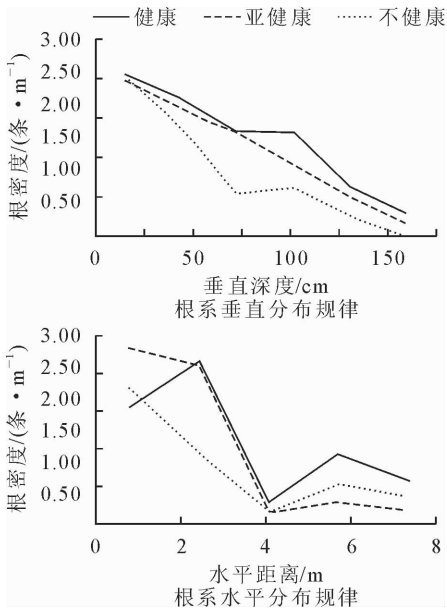 健康 亚健康 不健康
3.00
2.50
2.00
1.50
1.00
0.50
根密度/(条·m⁻¹)
0 50 100 150
垂直深度/cm
根系垂直分布规律
3.00
2.50
2.00
1.50
1.00
0.50
根密度/(条·m⁻¹)
0 2 4 6 8
水平距离/m
根系水平分布规律